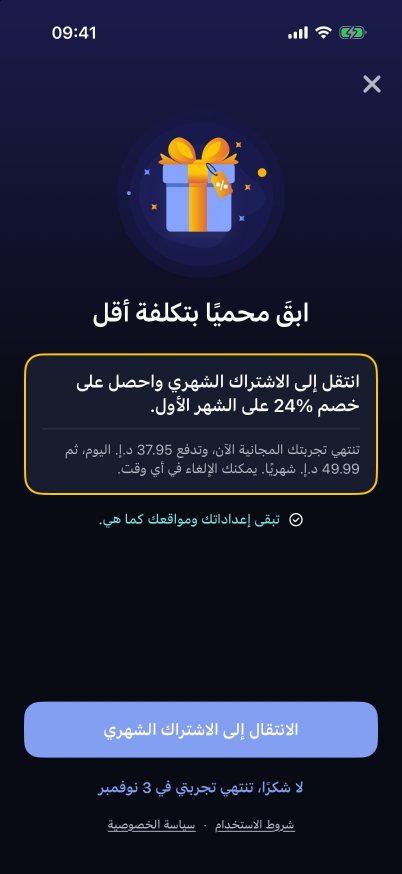 09:41
ابقَ محميًا بتكلفة أقل
انتقل إلى الاشتراك الشهري واحصل على
خصم 24% على الشهر الأول.
تنتهي تجربتك المجانية الآن، وتدفع 37.95 د.إ. اليوم، ثم
49.99 د.إ. شهريًا. يمكنك الإلغاء في أي وقت.
تبقى إعداداتك ومواقعك كما هي.
الانتقال إلى الاشتراك الشهري
لا شكرًا، تنتهي تجربتي في 3 نوفمبر
شروط الاستخدام · سياسة الخصوصية